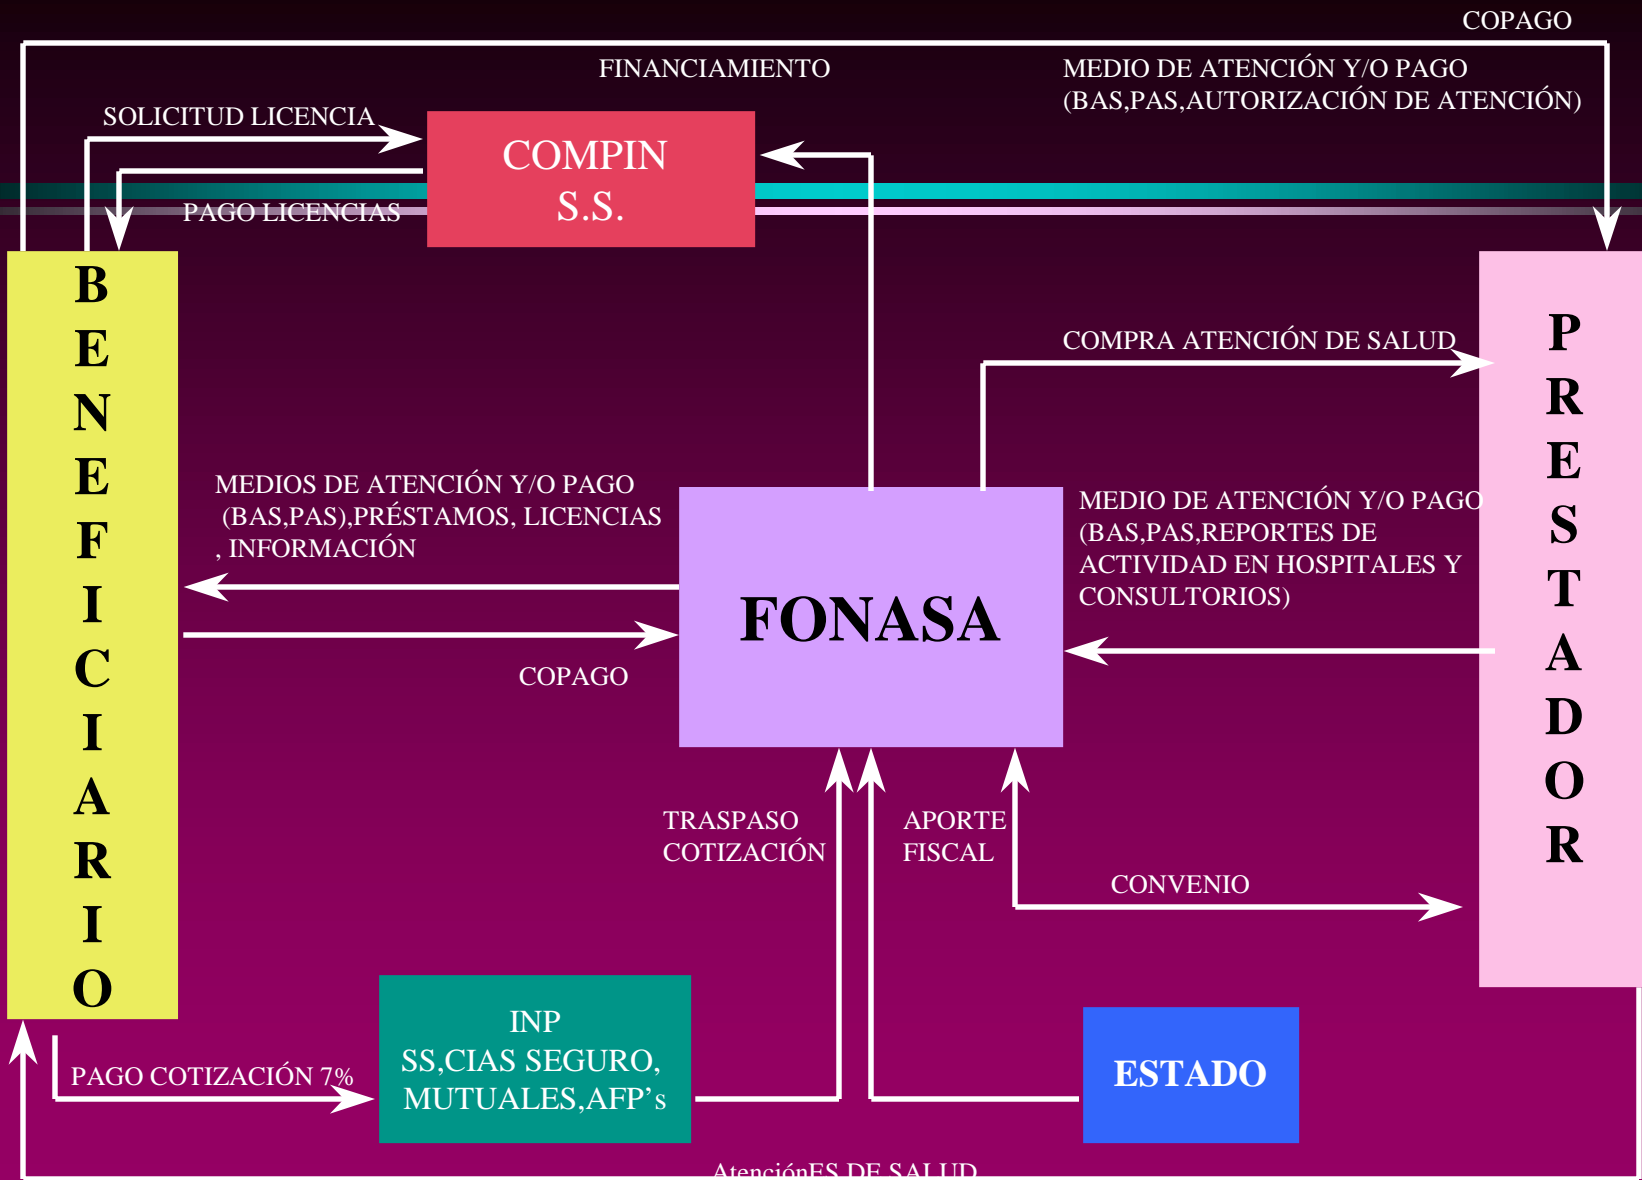 COPAGO
FINANCIAMIENTO
MEDIO DE ATENCIÓN Y/O PAGO
(BAS,PAS,AUTORIZACIÓN DE ATENCIÓN)
SOLICITUD LICENCIA
COMPIN
S.S.
PAGO LICENCIAS
BENEFICIARIO
PRESTADOR
COMPRA ATENCIÓN DE SALUD
MEDIOS DE ATENCIÓN Y/O PAGO
(BAS,PAS),PRÉSTAMOS, LICENCIAS
, INFORMACIÓN
MEDIO DE ATENCIÓN Y/O PAGO
(BAS,PAS,REPORTES DE
ACTIVIDAD EN HOSPITALES Y
CONSULTORIOS)
FONASA
COPAGO
TRASPASO
COTIZACIÓN
APORTE
FISCAL
CONVENIO
INP
SS,CIAS SEGURO,
MUTUALES,AFP’s
ESTADO
PAGO COTIZACIÓN 7%
AtenciónES DE SALUD